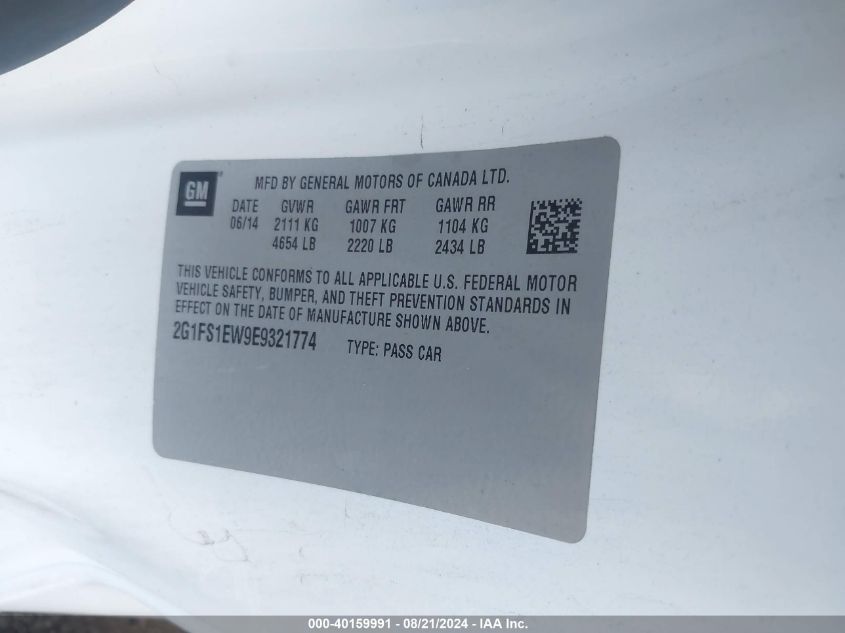 GM ®
MFD BY GENERAL MOTORS OF CANADA LTD.
DATE GVWR GAWR FRT GAWR RR
06/14 2111 KG 1007 KG 1104 KG
4654 LB 2220 LB 2434 LB
THIS VEHICLE CONFORMS TO ALL APPLICABLE U.S. FEDERAL MOTOR
VEHICLE SAFETY, BUMPER, AND THEFT PREVENTION STANDARDS IN
EFFECT ON THE DATE OF MANUFACTURE SHOWN ABOVE.
2G1FS1EW9E9321774 TYPE: PASS CAR
000-40159991 - 08/21/2024 - IAA Inc.